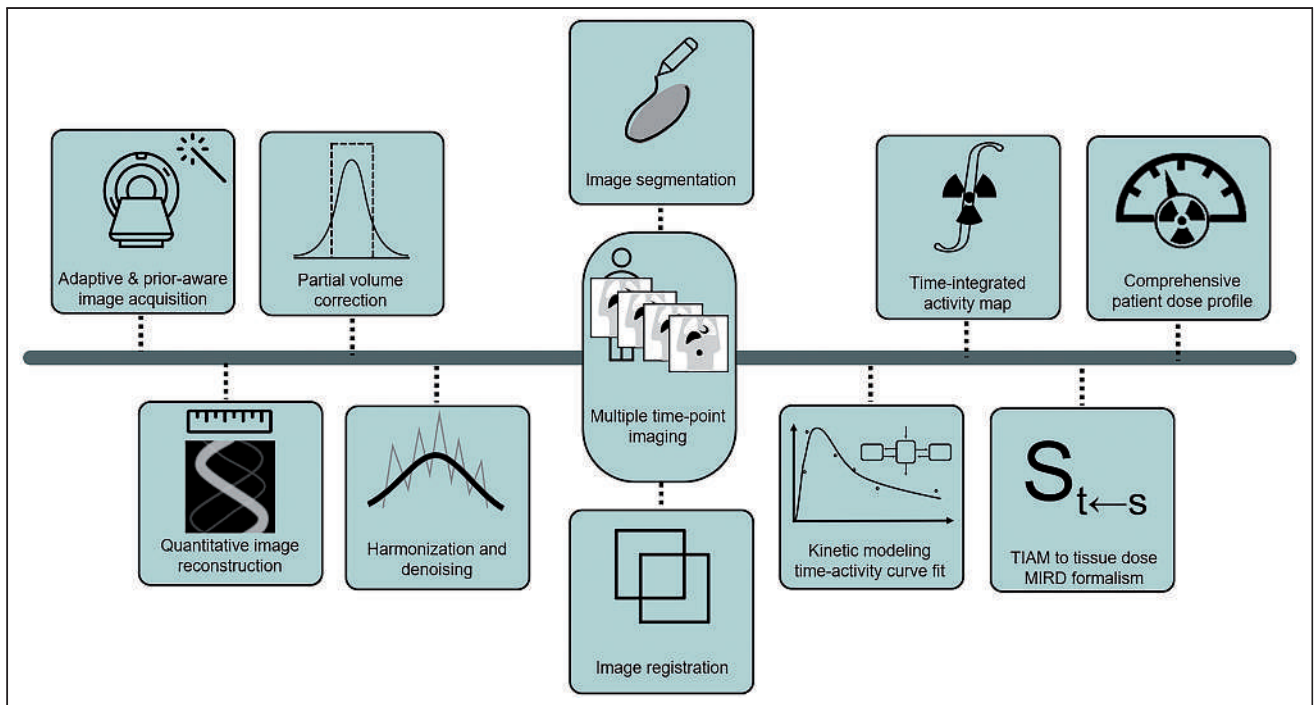 Image segmentation
Adaptive & prior-aware
image acquisition
Partial volume
correction
Time-integrated
activity map
Comprehensive
patient dose profile
Multiple time-point
imaging
Quantitative image
reconstruction
Harmonization and
denoising
Kinetic modeling
time-activity curve fit
S t←s
TIAM to tissue dose
MIRD formalism
Image registration